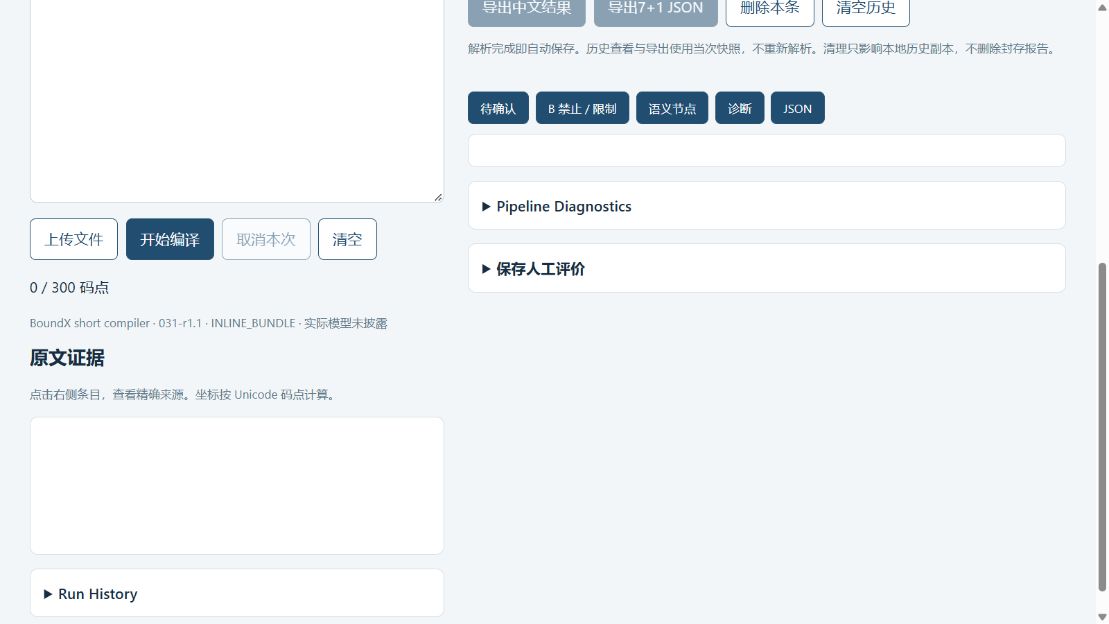 导出中文结果
导出7+1 JSON
删除本条
清空历史
解析完成即自动保存。历史查看与导出使用当次快照，不重新解析。清理只影响本地历史副本，不删除封存报告。
待确认
B 禁止 / 限制
语义节点
诊断
JSON
▶ Pipeline Diagnostics
▶ 保存人工评价
上传文件
开始编译
取消本次
清空
0 / 300 码点
BoundX short compiler · 031-r1.1 · INLINE_BUNDLE · 实际模型未披露
原文证据
点击右侧条目，查看精确来源。坐标按 Unicode 码点计算。
▶ Run History